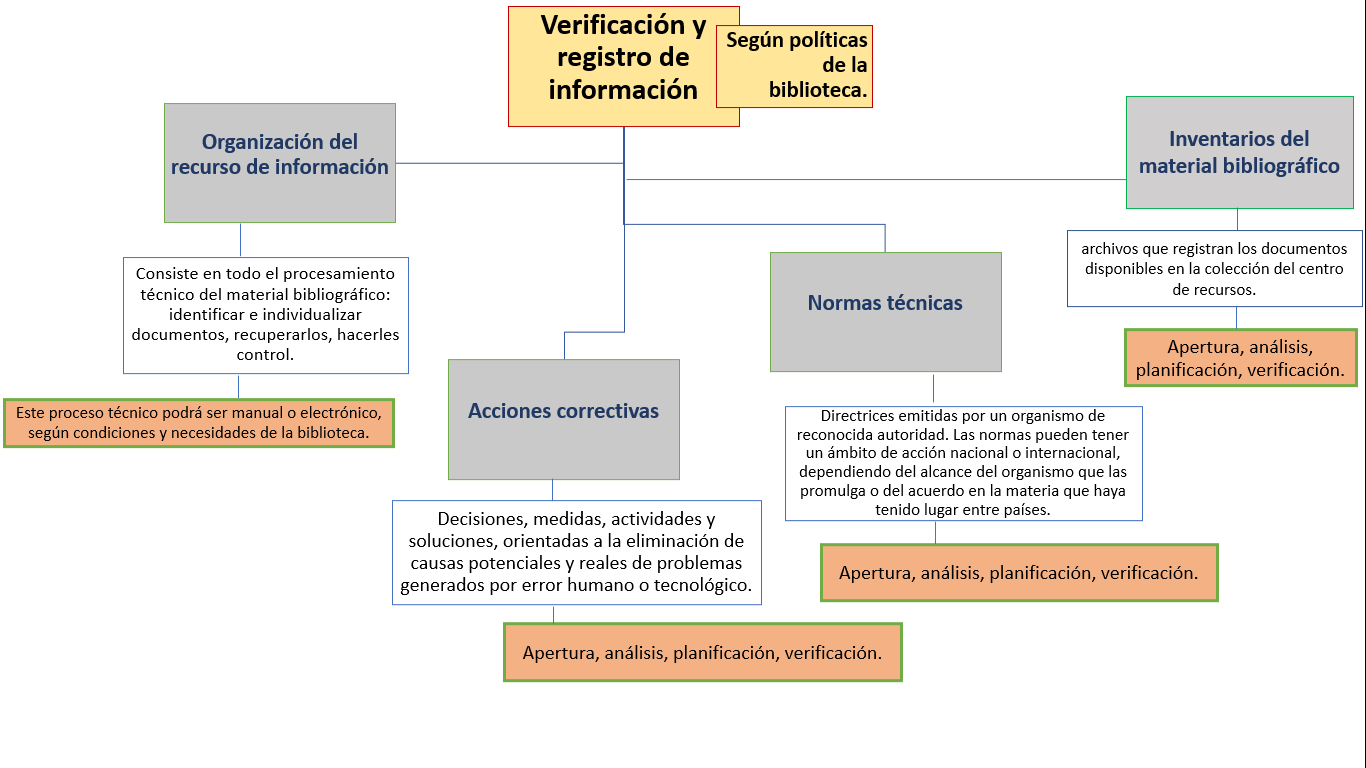 Verificación y
registro de
información
Según políticas
de la
biblioteca.
Organización del
recurso de información
Consiste en todo el procesamiento
técnico del material bibliográfico:
identificar e individualizar
documentos, recuperarlos, hacerles
control.
Este proceso técnico podrá ser manual o electrónico,
según condiciones y necesidades de la biblioteca.
Acciones correctivas
Decisiones, medidas, actividades y
soluciones, orientadas a la eliminación de
causas potenciales y reales de problemas
generados por error humano o tecnológico.
Apertura, análisis, planificación, verificación.
Normas técnicas
Directrices emitidas por un organismo de
reconocida autoridad. Las normas pueden tener
un ámbito de acción nacional o internacional,
dependiendo del alcance del organismo que las
promulga o del acuerdo en la materia que haya
tenido lugar entre países.
Apertura, análisis, planificación, verificación.
Inventarios del
material bibliográfico
archivos que registran los documentos
disponibles en la colección del centro
de recursos.
Apertura, análisis,
planificación, verificación.